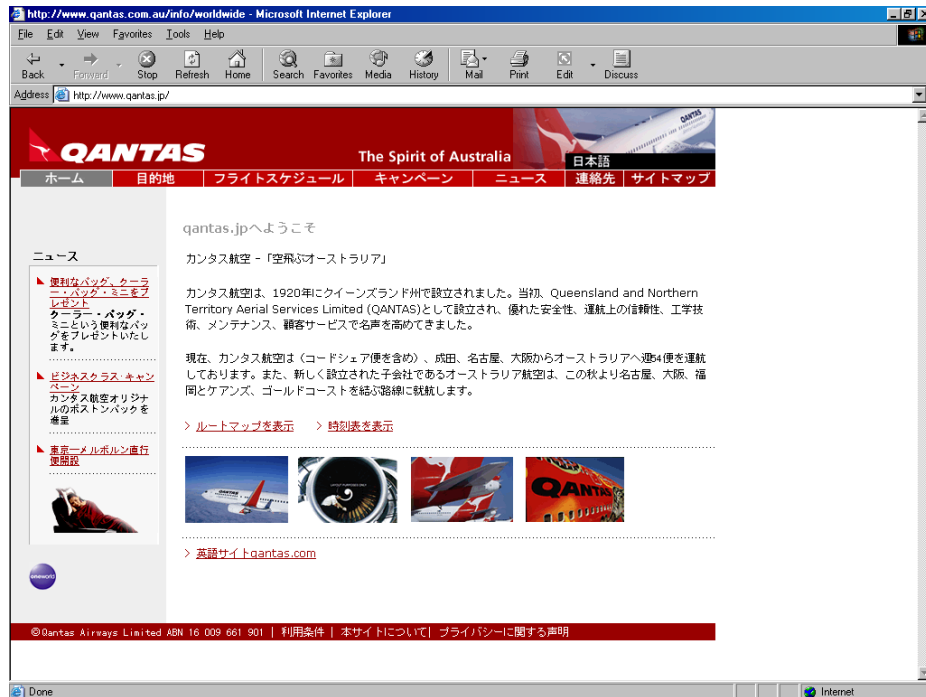 http://www.qantas.com.au/info/worldwide - Microsoft Internet Explorer
File Edit View Favorites Tools Help
Back Forward Stop Refresh Home Search Favorites Media History Mail Print Edit Discuss
Address http://www.qantas.jp/
QANTAS
The Spirit of Australia
QANTAS
日本語
ホーム 目的地 フライトスケジュール キャンペーン ニュース 連絡先 サイトマップ
ニュース
便利なバッグ、クーラ
ー・バッグ・ミニをプ
レゼント
クーラー・バッグ・
ミニという便利なバッ
グをプレゼントいたし
ます。
ビジネスクラス・キャン
ペーン
カンタス航空オリジナ
ルのボストンバックを
進呈
東京ーメルボルン直行
便開設
oneworld
qantas.jpへようこそ
カンタス航空 - 「空飛ぶオーストラリア」
カンタス航空は、1920年にクイーンズランド州で設立されました。当初、Queensland and Northern
Territory Aerial Services Limited (QANTAS)として設立され、優れた安全性、運航上の信頼性、工学技
術、メンテナンス、顧客サービスで名声を高めてきました。
現在、カンタス航空は（コードシェア便を含め）、成田、名古屋、大阪からオーストラリアへ週54便を運航
しております。また、新しく設立された子会社であるオーストラリア航空は、この秋より名古屋、大阪、福
岡とケアンズ、ゴールドコーストを結ぶ路線に就航します。
> ルートマップを表示 > 時刻表を表示
QANTAS
QANTAS
> 英語サイトqantas.com
©Qantas Airways Limited ABN 16 009 661 901 | 利用条件 | 本サイトについて| プライバシーに関する声明
Done Internet